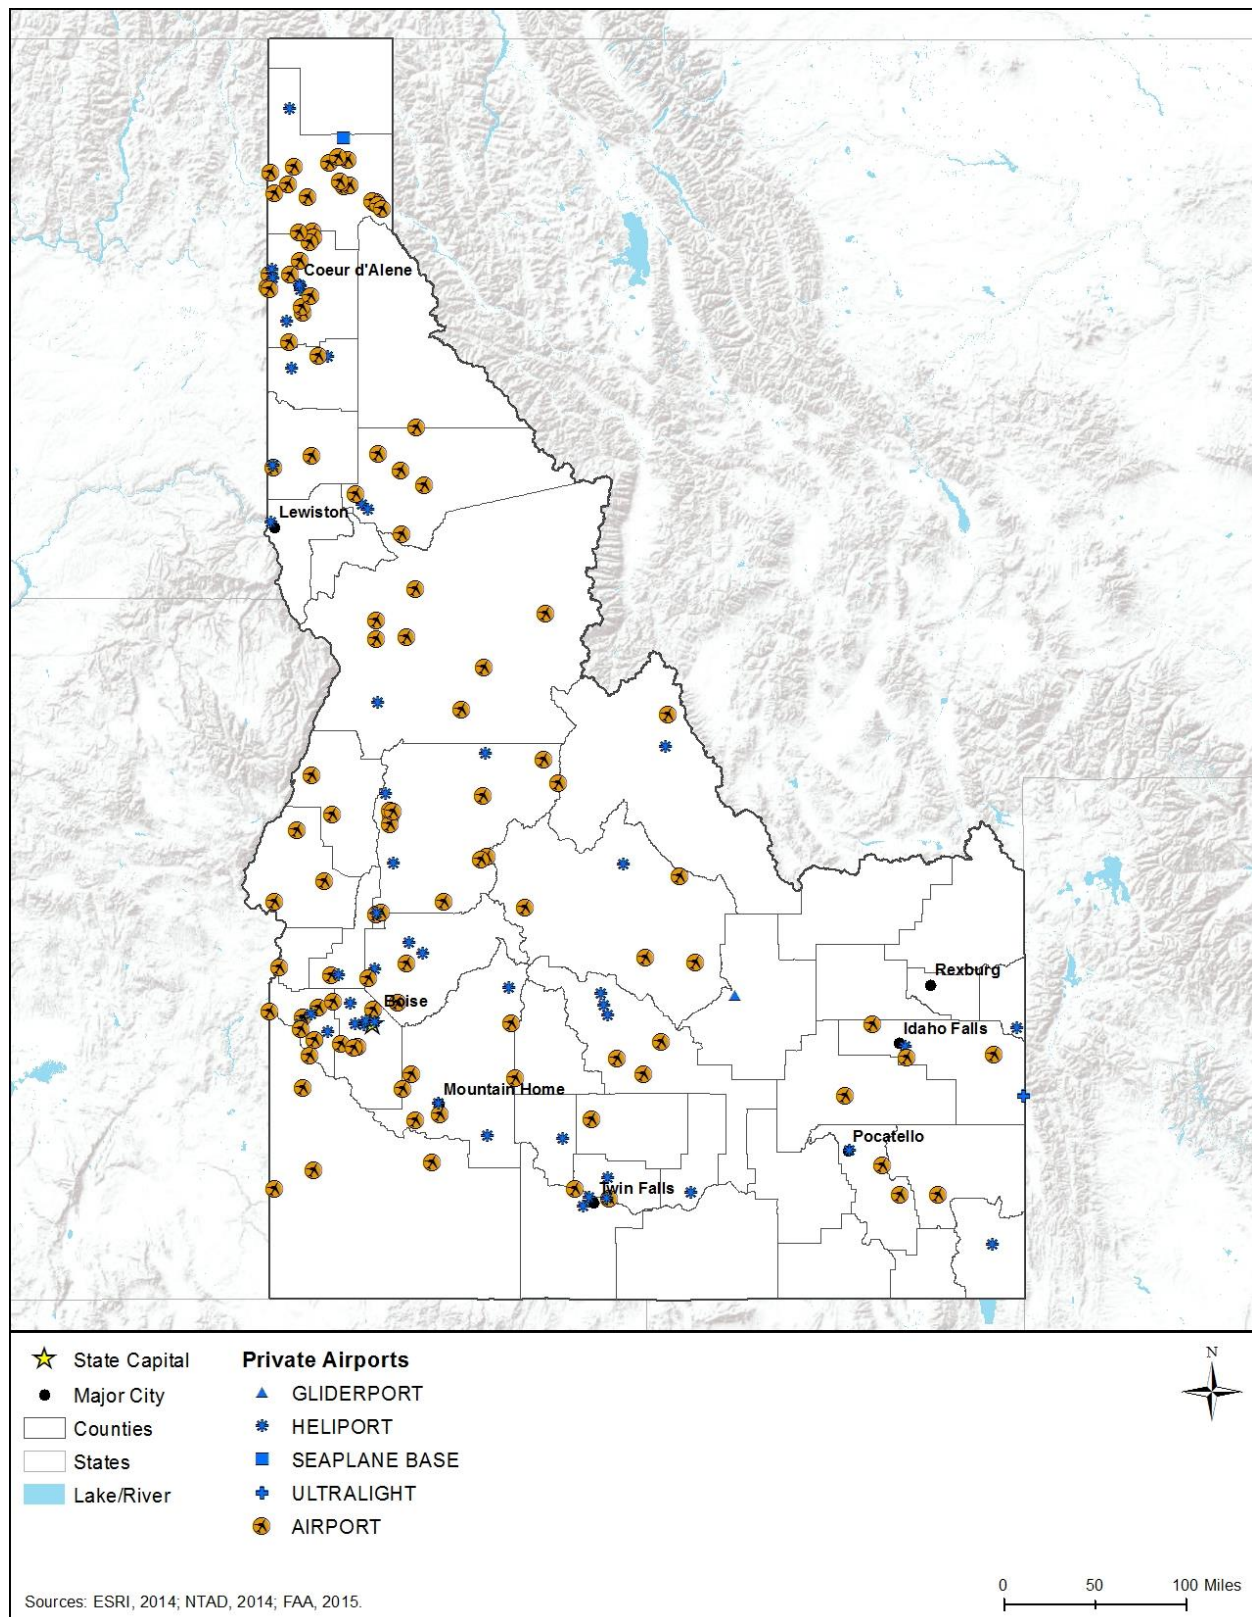 Coeur d'Alene
Lewiston
Rexburg
Boise
Idaho Falls
Mountain Home
Pocatello
Twin Falls
State Capital
Major City
Counties
States
Lake/River
Private Airports
GLIDERPORT
HELIPORT
SEAPLANE BASE
ULTRALIGHT
AIRPORT
N
0 50 100 Miles
Sources: ESRI, 2014; NTAD, 2014; FAA, 2015.